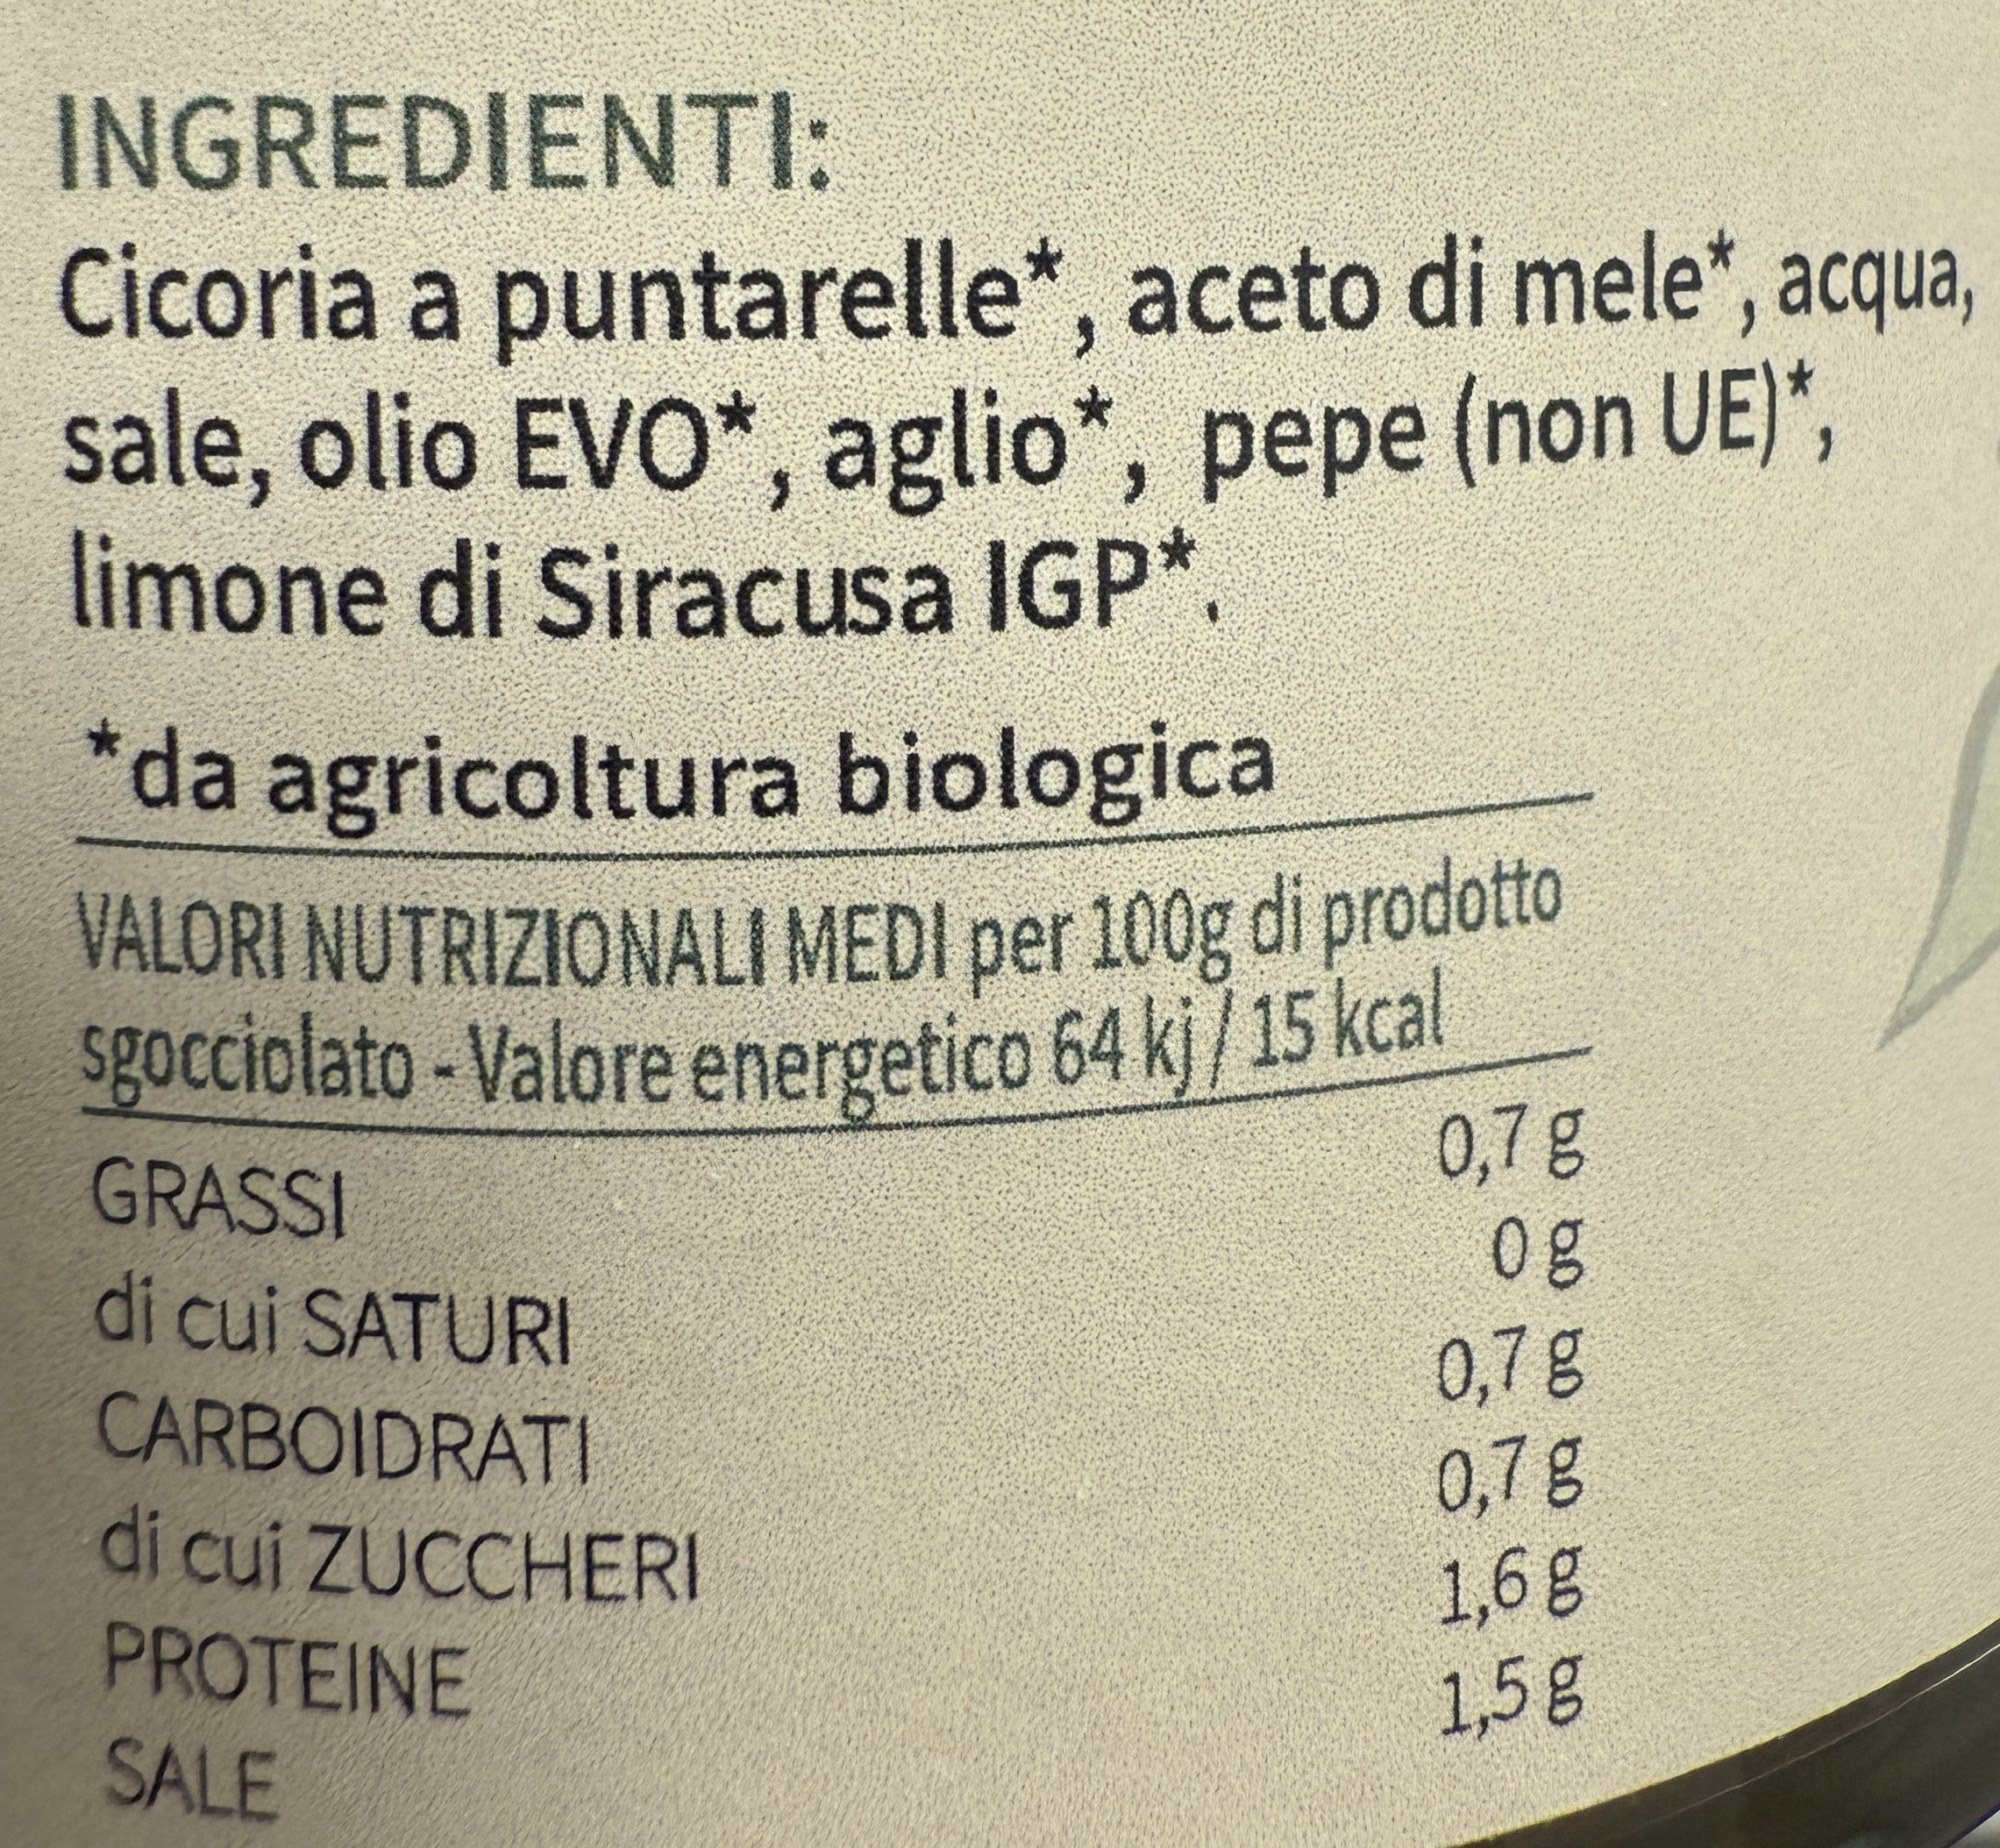 INGREDIENTI:
Cicoria a puntarelle*, aceto di mele*, acqua,
sale, olio EVO*, aglio*, pepe (non UE)*,
limone di Siracusa IGP*.
*da agricoltura biologica
VALORI NUTRIZIONALI MEDI per 100g di prodotto
sgocciolato - Valore energetico 64 kj / 15 kcal
GRASSI 0,7 g
di cui SATURI 0 g
CARBOIDRATI 0,7 g
di cui ZUCCHERI 0,7 g
PROTEINE 1,6 g
SALE 1,5 g